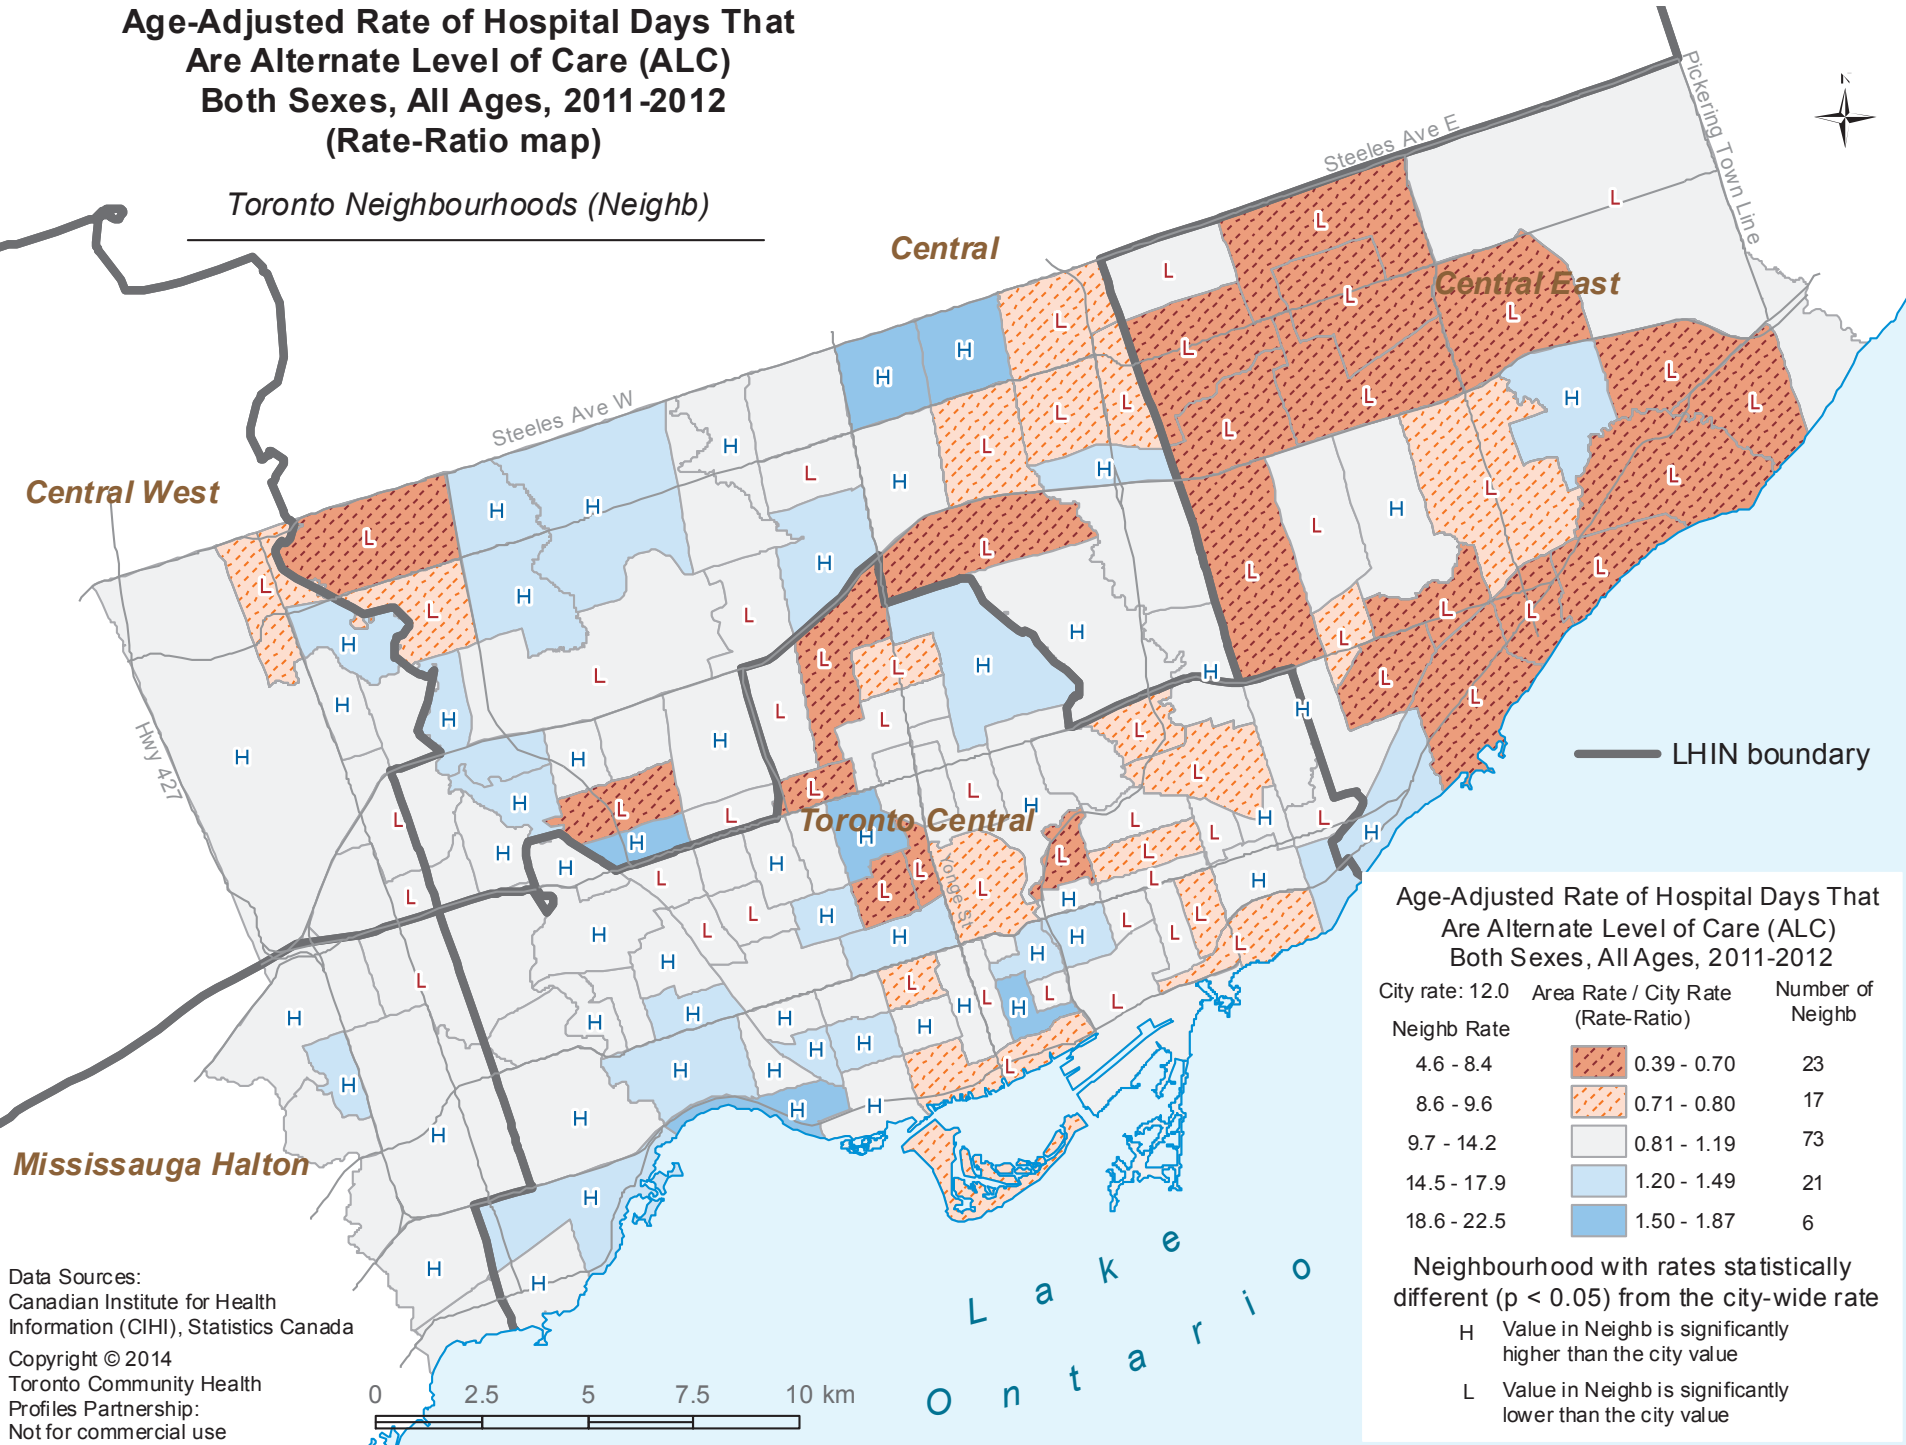 Age-Adjusted Rate of Hospital Days That
Are Alternate Level of Care (ALC)
Both Sexes, All Ages, 2011-2012
(Rate-Ratio map)
Toronto Neighbourhoods (Neighb)
N
Steeles Ave E
Pickering Town Line
Central
Central East
Steeles Ave W
Central West
Hwy 427
LHIN boundary
Toronto Central
Yonge St
Mississauga Halton
Lake
Ontario
Age-Adjusted Rate of Hospital Days That
Are Alternate Level of Care (ALC)
Both Sexes, All Ages, 2011-2012
City rate: 12.0 Area Rate / City Rate Number of
Neighb Rate (Rate-Ratio) Neighb
4.6 - 8.4 0.39 - 0.70 23
8.6 - 9.6 0.71 - 0.80 17
9.7 - 14.2 0.81 - 1.19 73
14.5 - 17.9 1.20 - 1.49 21
18.6 - 22.5 1.50 - 1.87 6
Neighbourhood with rates statistically
different (p < 0.05) from the city-wide rate
H Value in Neighb is significantly
higher than the city value
L Value in Neighb is significantly
lower than the city value
Data Sources:
Canadian Institute for Health
Information (CIHI), Statistics Canada
Copyright © 2014
Toronto Community Health
Profiles Partnership:
Not for commercial use
0 2.5 5 7.5 10 km